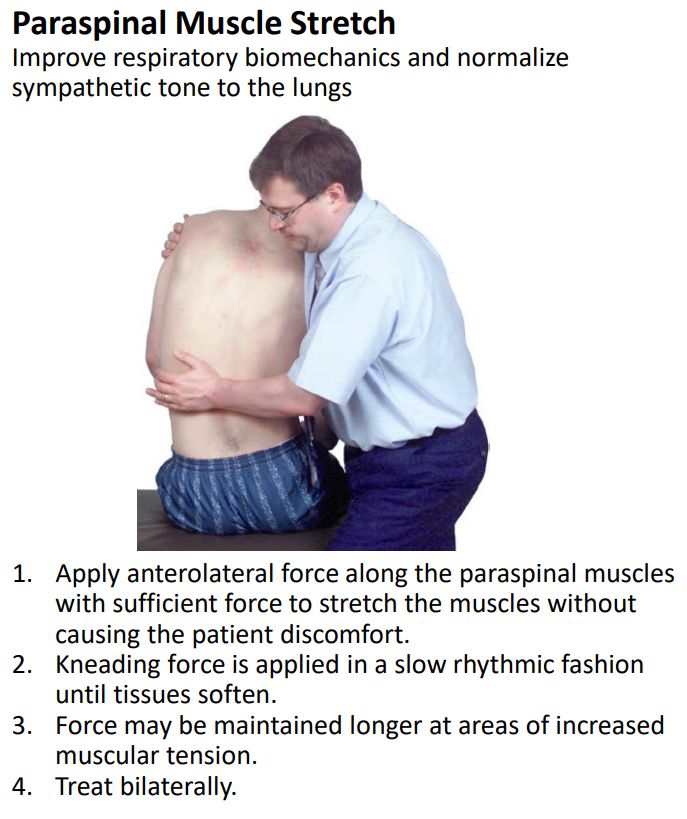 Paraspinal Muscle Stretch
Improve respiratory biomechanics and normalize
sympathetic tone to the lungs
1. Apply anterolateral force along the paraspinal muscles
with sufficient force to stretch the muscles without
causing the patient discomfort.
2. Kneading force is applied in a slow rhythmic fashion
until tissues soften.
3. Force may be maintained longer at areas of increased
muscular tension.
4. Treat bilaterally.